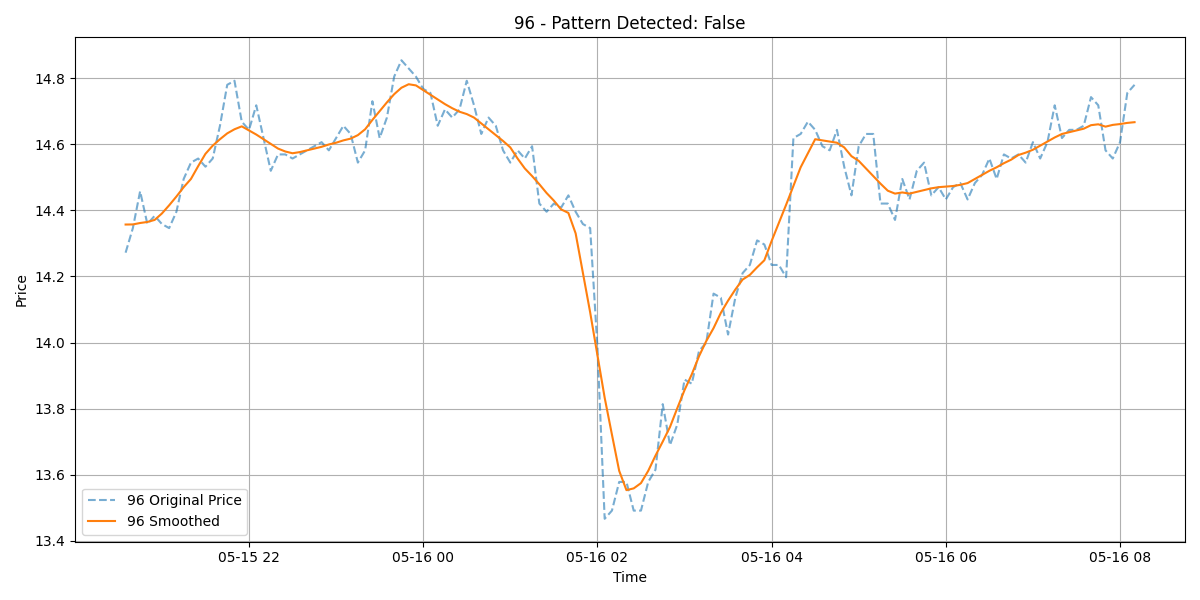 96 - Pattern Detected: False
Price
14.8
14.6
14.4
14.2
14.0
13.8
13.6
13.4
96 Original Price
96 Smoothed
05-15 22
05-16 00
05-16 02
05-16 04
05-16 06
05-16 08
Time